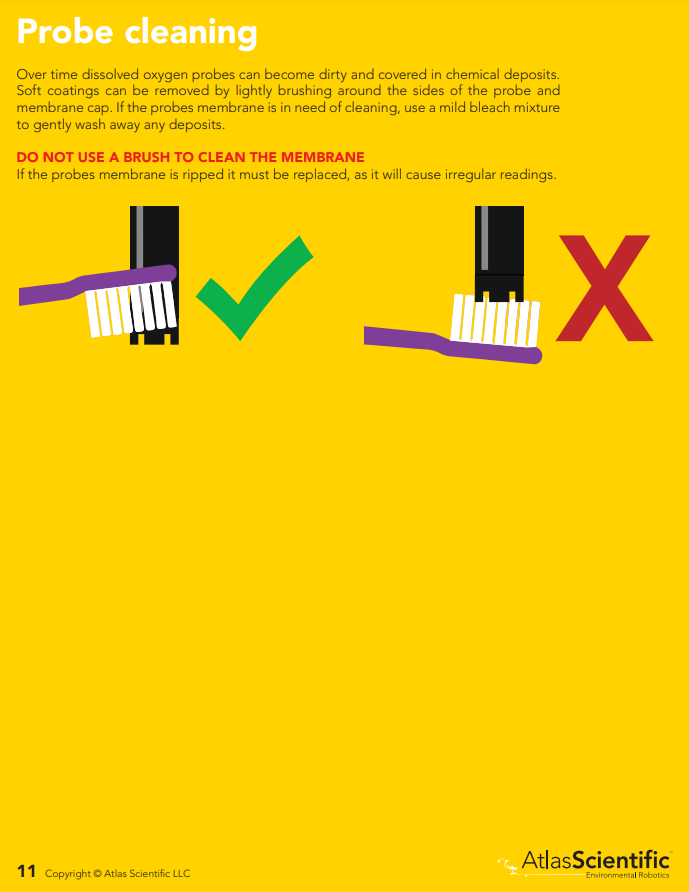 Probe cleaning
Over time dissolved oxygen probes can become dirty and covered in chemical deposits.
Soft coatings can be removed by lightly brushing around the sides of the probe and
membrane cap. If the probes membrane is in need of cleaning, use a mild bleach mixture
to gently wash away any deposits.
DO NOT USE A BRUSH TO CLEAN THE MEMBRANE
If the probes membrane is ripped it must be replaced, as it will cause irregular readings.
X
11 Copyright © Atlas Scientific LLC
AtlasScientific™
Environmental Robotics